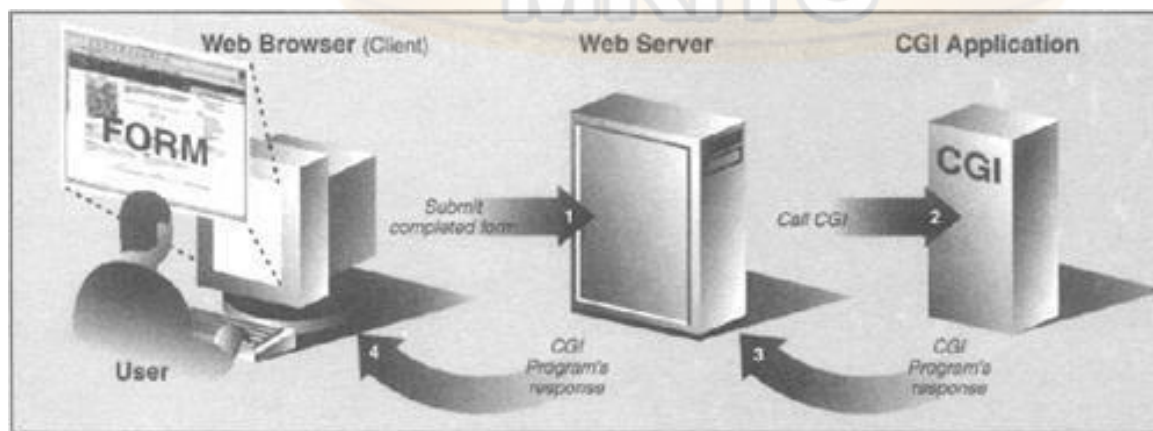 Web Browser (Client)
Web Server
CGI Application
FORM
CGI
Submit
completed form
1
Call CGI
2
User
4
CGI
Program's
response
3
CGI
Program's
response